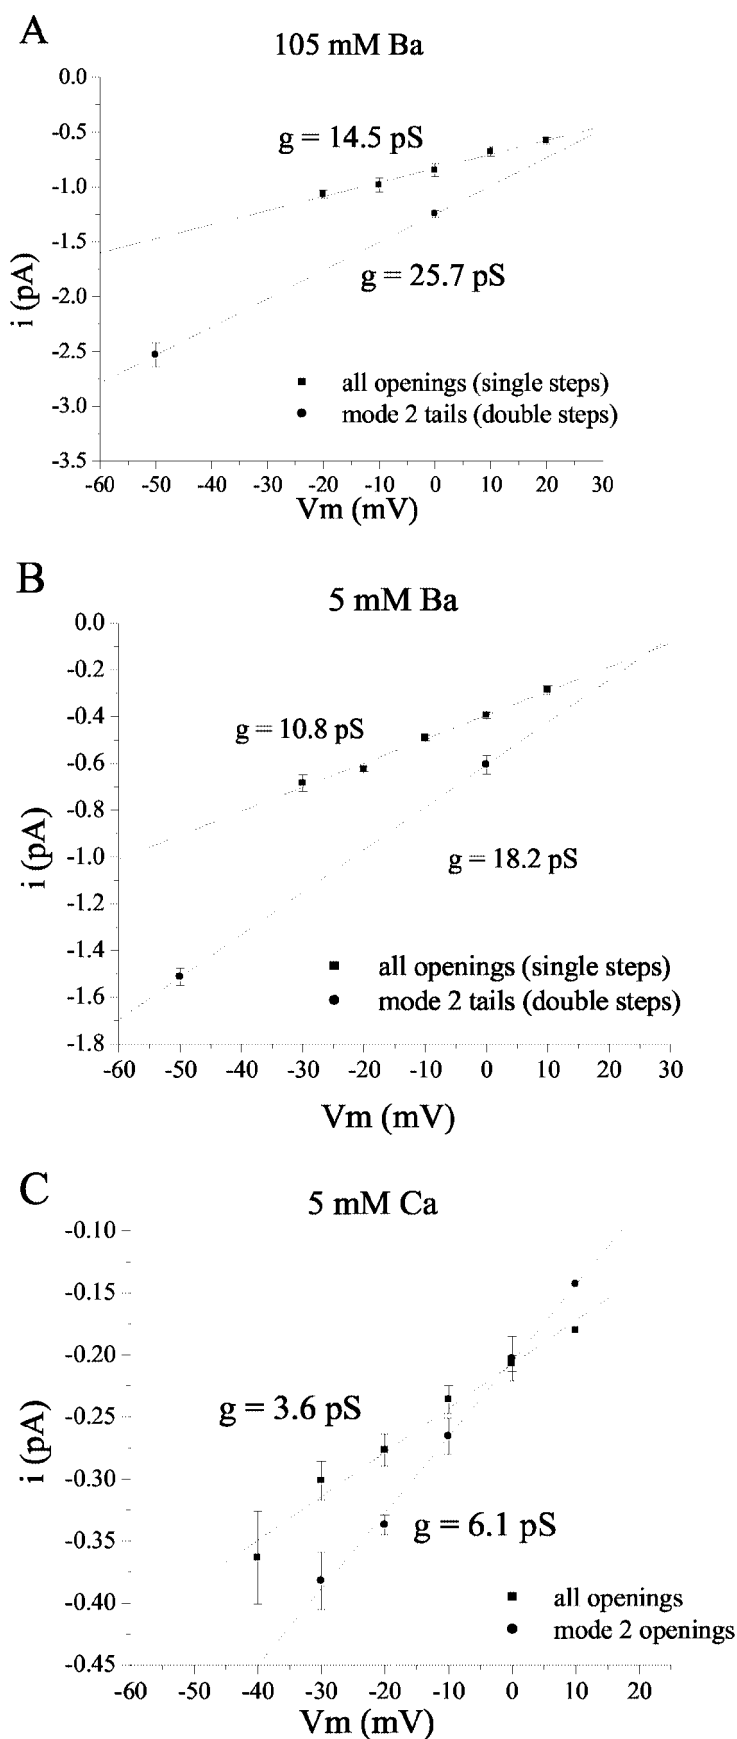 A
105 mM Ba
0.0
-0.5
g = 14.5 pS
-1.0
-1.5
g = 25.7 pS
-2.0
i (pA)
-2.5
all openings (single steps)
-3.0
mode 2 tails (double steps)
-3.5
-60 -50 -40 -30 -20 -10 0 10 20 30
Vm (mV)
B
5 mM Ba
0.0
-0.2
-0.4
g = 10.8 pS
-0.6
-0.8
i (pA)
-1.0
g = 18.2 pS
-1.2
-1.4
all openings (single steps)
-1.6
mode 2 tails (double steps)
-1.8
-60 -50 -40 -30 -20 -10 0 10 20 30
Vm (mV)
C
5 mM Ca
-0.10
-0.15
-0.20
-0.25
g = 3.6 pS
i (pA)
-0.30
-0.35
g = 6.1 pS
-0.40
all openings
mode 2 openings
-0.45
-60 -50 -40 -30 -20 -10 0 10 20
Vm (mV)